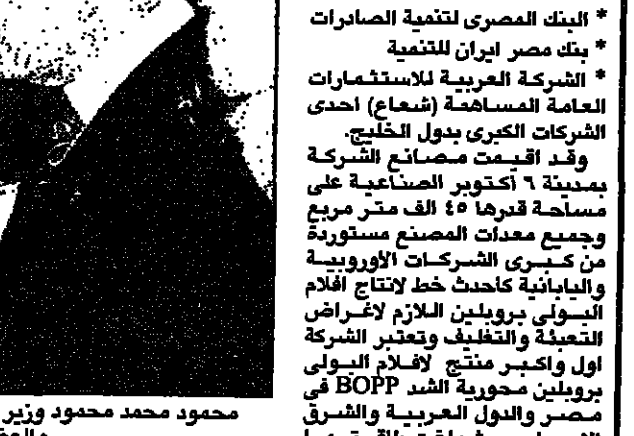 * البنك المصرى لتنمية الصادرات
* بنك مصر ايران للتنمية
* الشركة العربية للاستثمارات
العامة المساهمة (شعاع) احدى
الشركات الكبرى بدول الخليج.
وقد اقيمت مصانع الشركة
بمدينة ٦ أكتوبر الصناعية على
مساحة قدرها ٤٥ الف متر مربع
وجميع معدات المصنع مستوردة
من كبرى الشركات الاوروبية
واليابانية كأحدث خط لانتاج افلام
البولى بروبلين اللازم لاغراض
التعبئة والتغليف وتعتبر الشركة
اول واكبر منتج لافلام البولى
بروبلين محورية الشد BOPP فى
مصر والدول العربية والشرق
محمود محمد محمود وزير